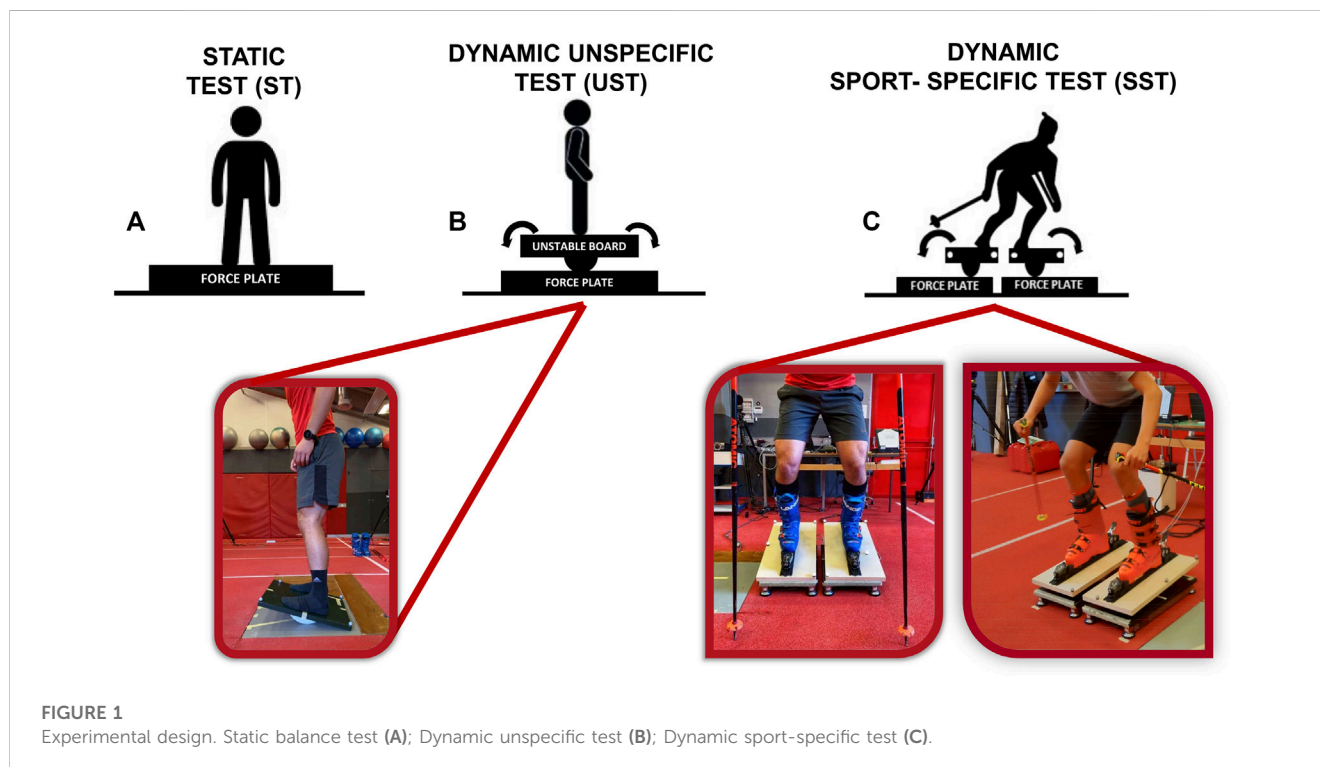 STATIC
TEST (ST)
DYNAMIC UNSPECIFIC
TEST (UST)
DYNAMIC
SPORT- SPECIFIC TEST (SST)
A
B
C
UNSTABLE BOARD
FORCE PLATE
FORCE PLATE
FORCE PLATE
FORCE PLATE
FIGURE 1
Experimental design. Static balance test (A); Dynamic unspecific test (B); Dynamic sport-specific test (C).